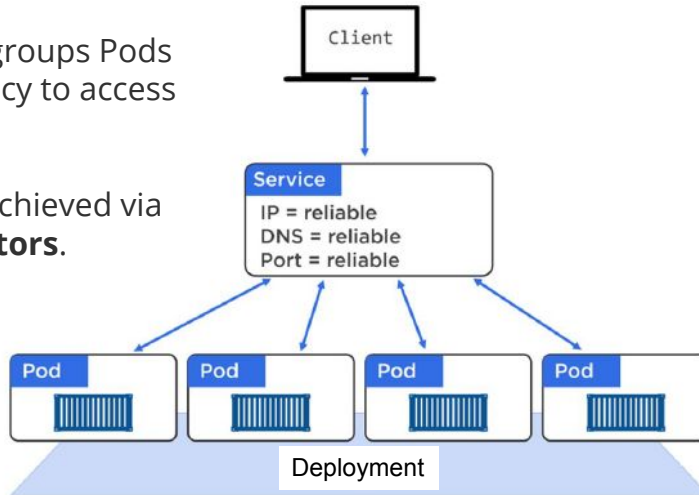 Client
groups Pods
cy to access
chieved via
tors.
Service
IP = reliable
DNS = reliable
Port = reliable
Pod
Pod
Pod
Pod
Deployment